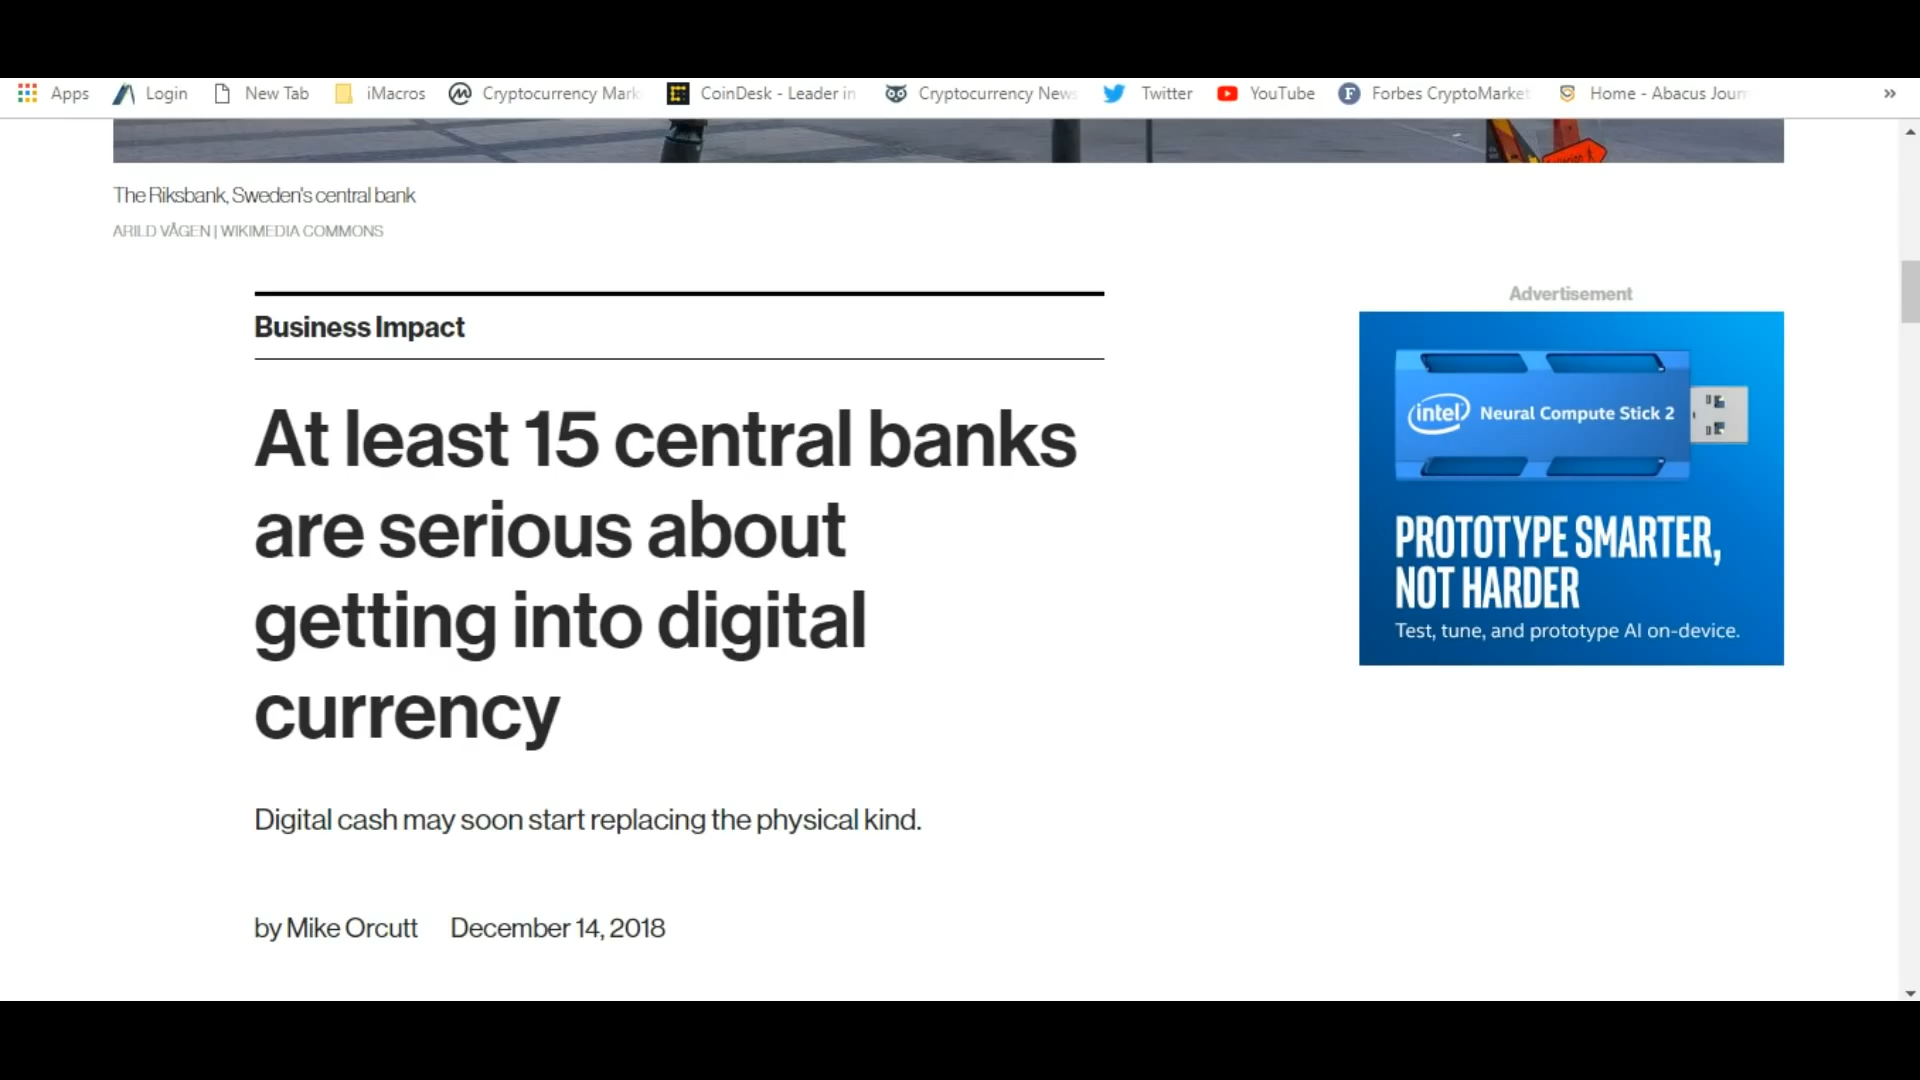 Apps Login New Tab iMacros Cryptocurrency Mark CoinDesk - Leader in Cryptocurrency News Twitter YouTube Forbes CryptoMarket Home - Abacus Jour »
The Riksbank, Sweden's central bank
ARILD VÅGEN | WIKIMEDIA COMMONS
Business Impact
At least 15 central banks
are serious about
getting into digital
currency
Digital cash may soon start replacing the physical kind.
by Mike Orcutt December 14, 2018
Advertisement
intel Neural Compute Stick 2
PROTOTYPE SMARTER,
NOT HARDER
Test, tune, and prototype AI on-device.